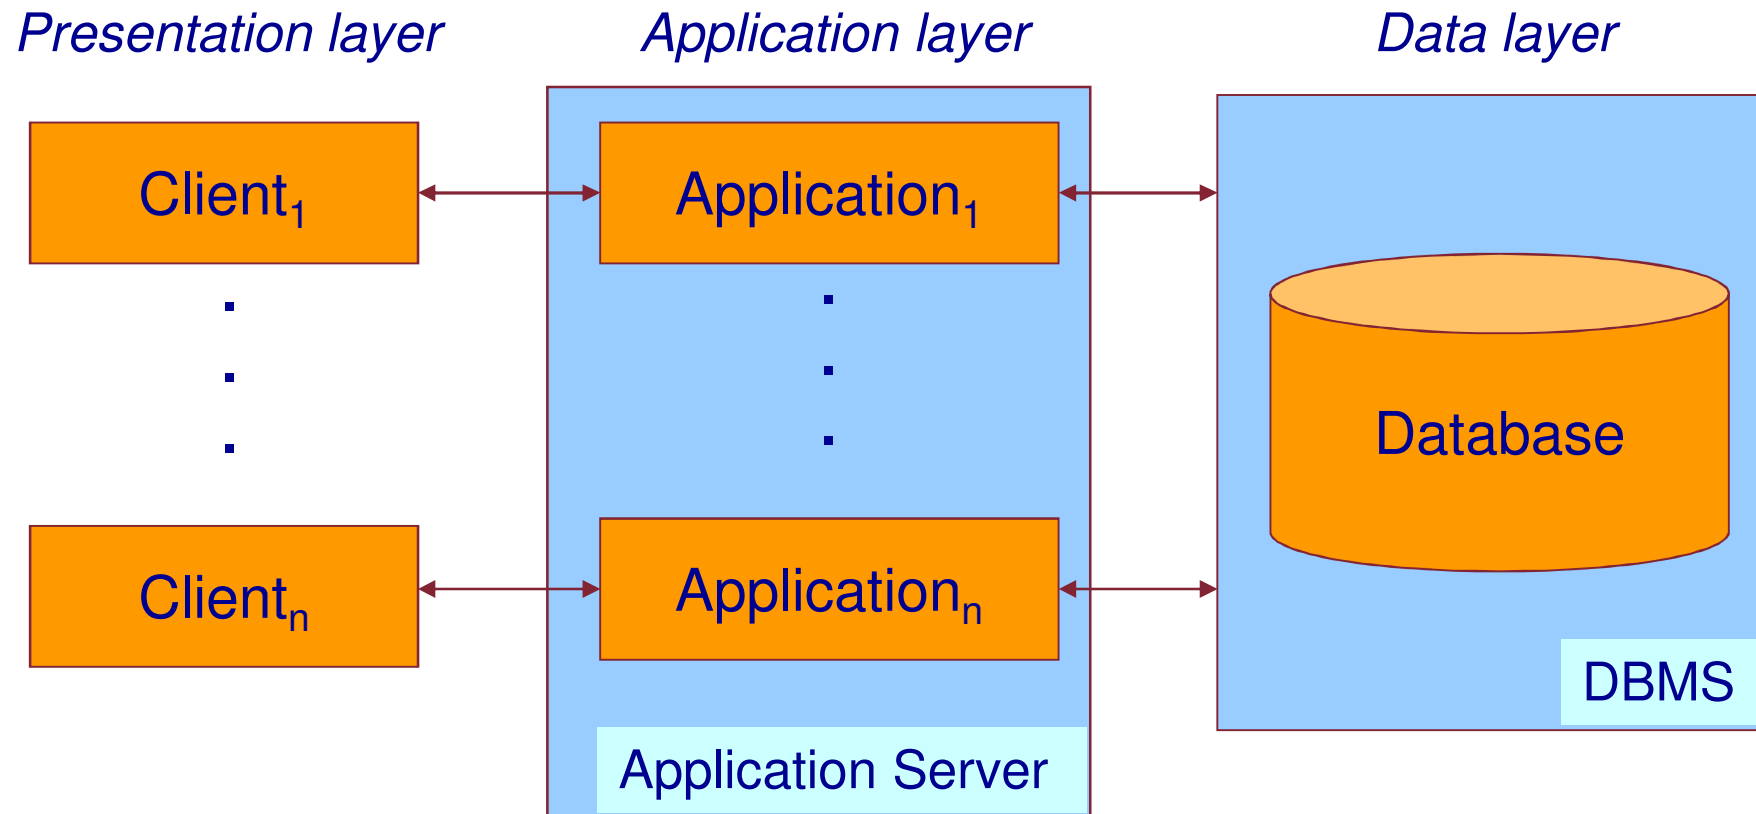 Presentation layer
Application layer
Data layer
Client₁
Application₁
.
.
.
.
.
.
Database
Clientₙ
Applicationₙ
DBMS
Application Server